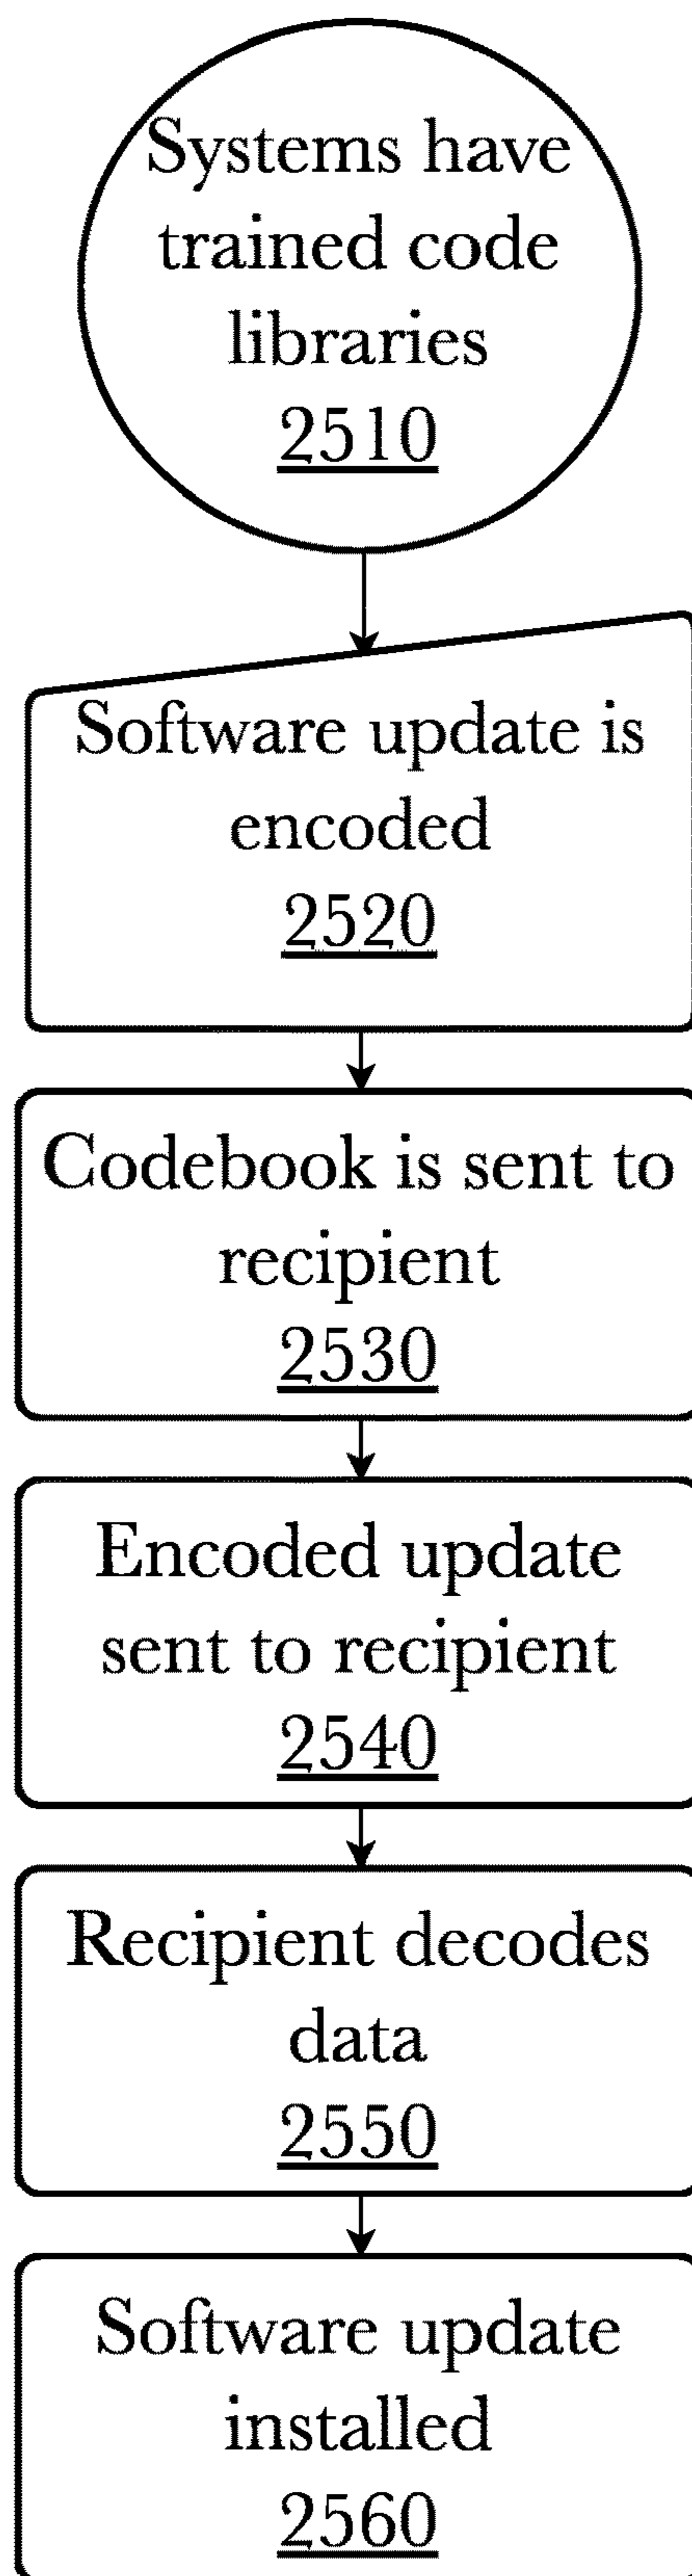 Systems have
trained code
libraries
2510
Software update is
encoded
2520
Codebook is sent to
recipient
2530
Encoded update
sent to recipient
2540
Recipient decodes
data
2550
Software update
installed
2560